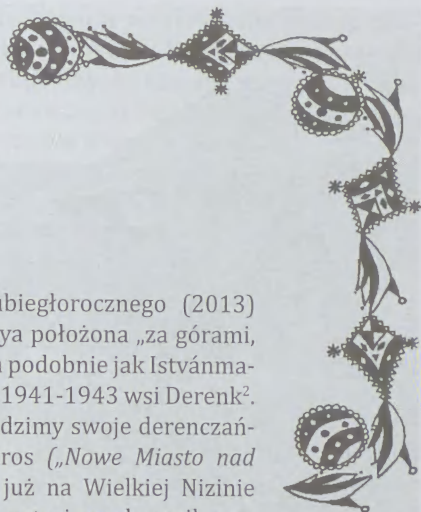 ubiegłorocznego (2013)
ya położona „za górami,
podobnie jak Istvánma-
1941-1943 wsi Derenk².
dzimy swoje derenczań-
ros („Nowe Miasto nad
już na Wielkiej Nizinie